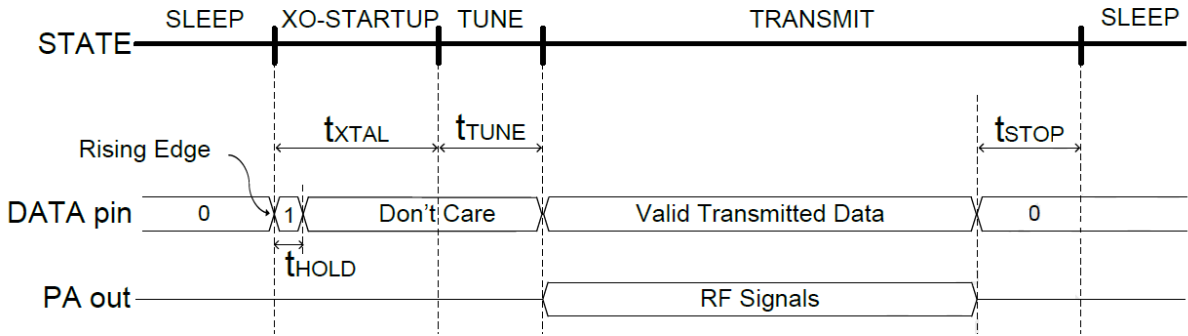 SLEEP XO-STARTUP TUNE TRANSMIT SLEEP
STATE
tXTAL tTUNE tSTOP
Rising Edge
DATA pin 0 1 Don't Care Valid Transmitted Data 0
tHOLD
PA out RF Signals